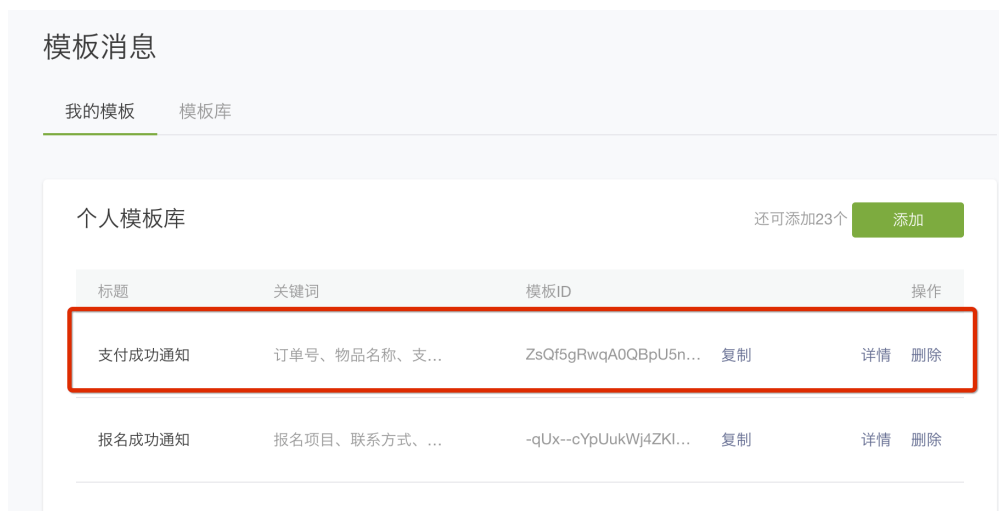 模板消息
我的模板 模板库
个人模板库 还可添加23个 添加
标题 关键词 模板ID 操作
支付成功通知 订单号、物品名称、支... ZsQf5gRwqA0QBpU5n... 复制 详情 删除
报名成功通知 报名项目、联系方式、... -qUx--cYpUukWj4ZKI... 复制 详情 删除